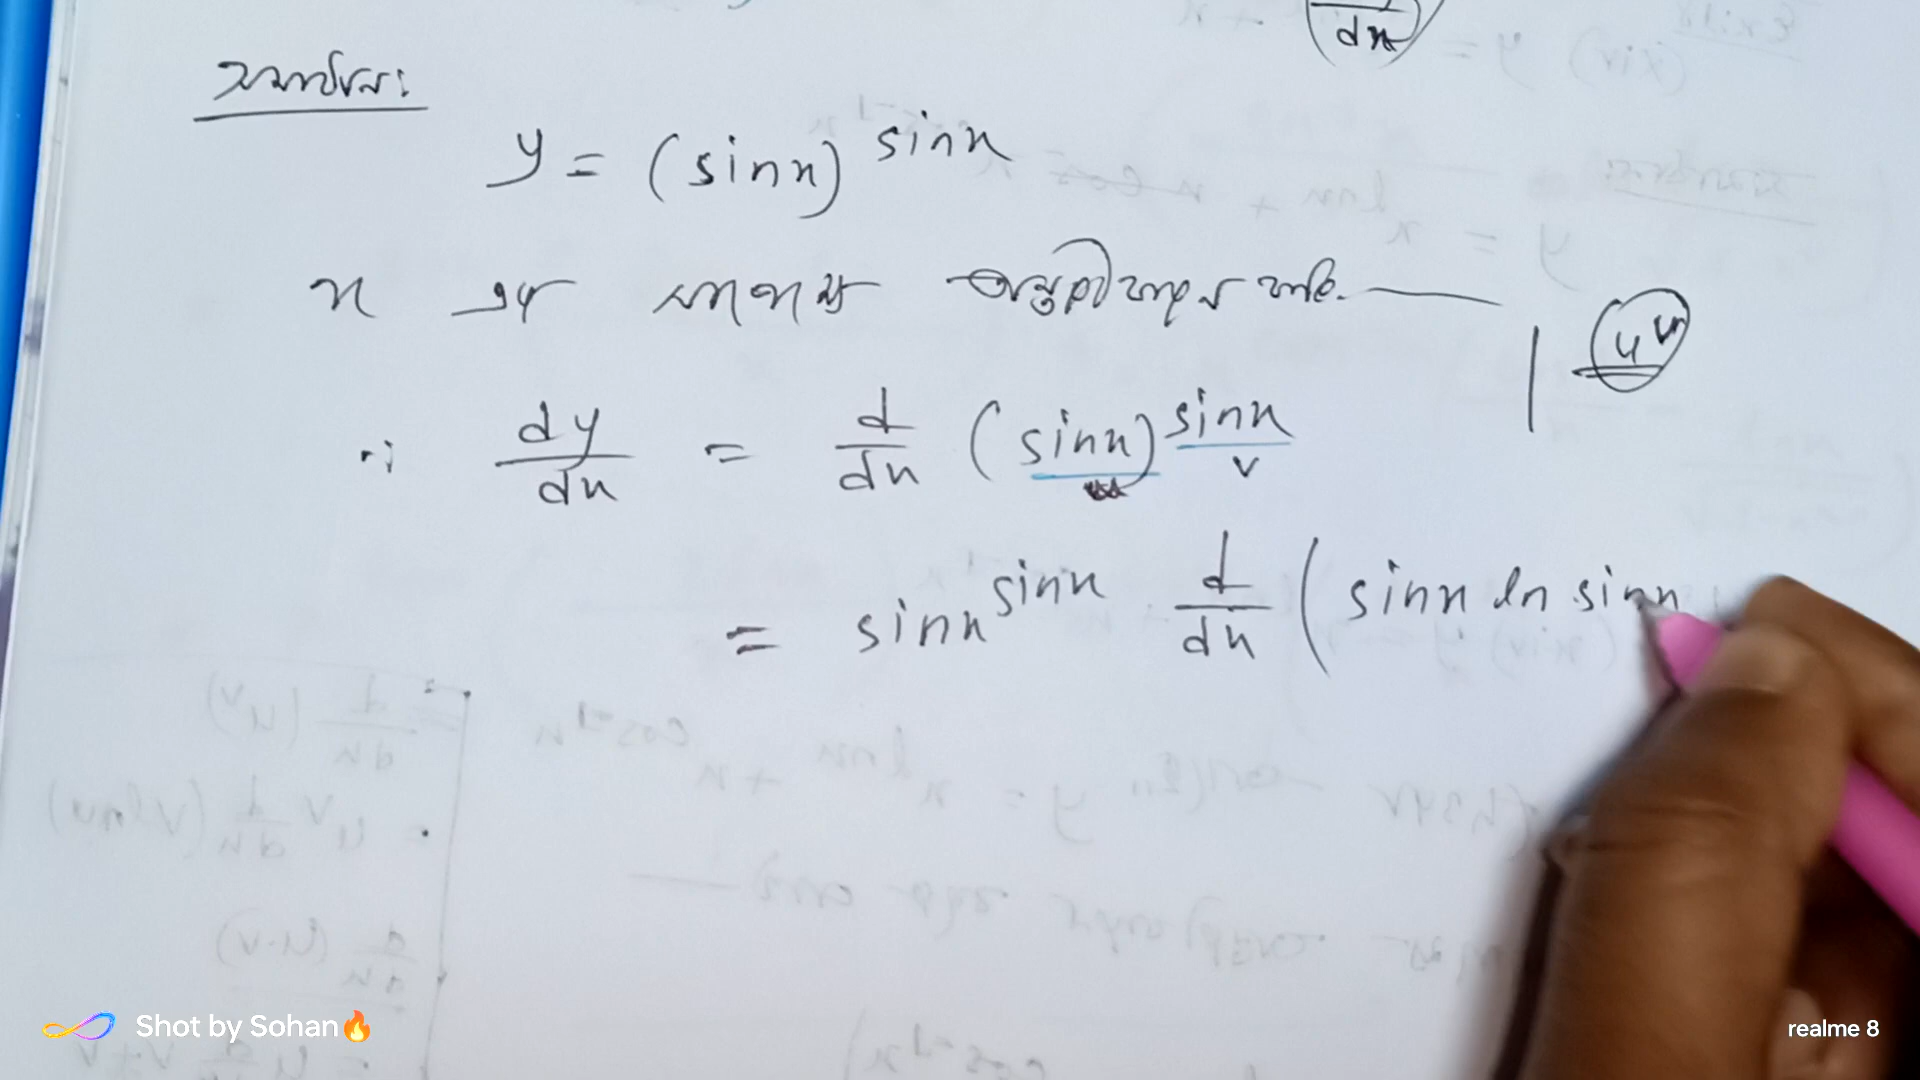 d/dx
সমাধান:
y = (sinx)^sinx
x এর সাপেক্ষে অন্তরীকরণ করি.
∴ dy/dx = d/dx (sinx)^sinx
v
u^v
= sinx^sinx d/dx (sinx ln sinx
Shot by Sohan🔥
realme 8